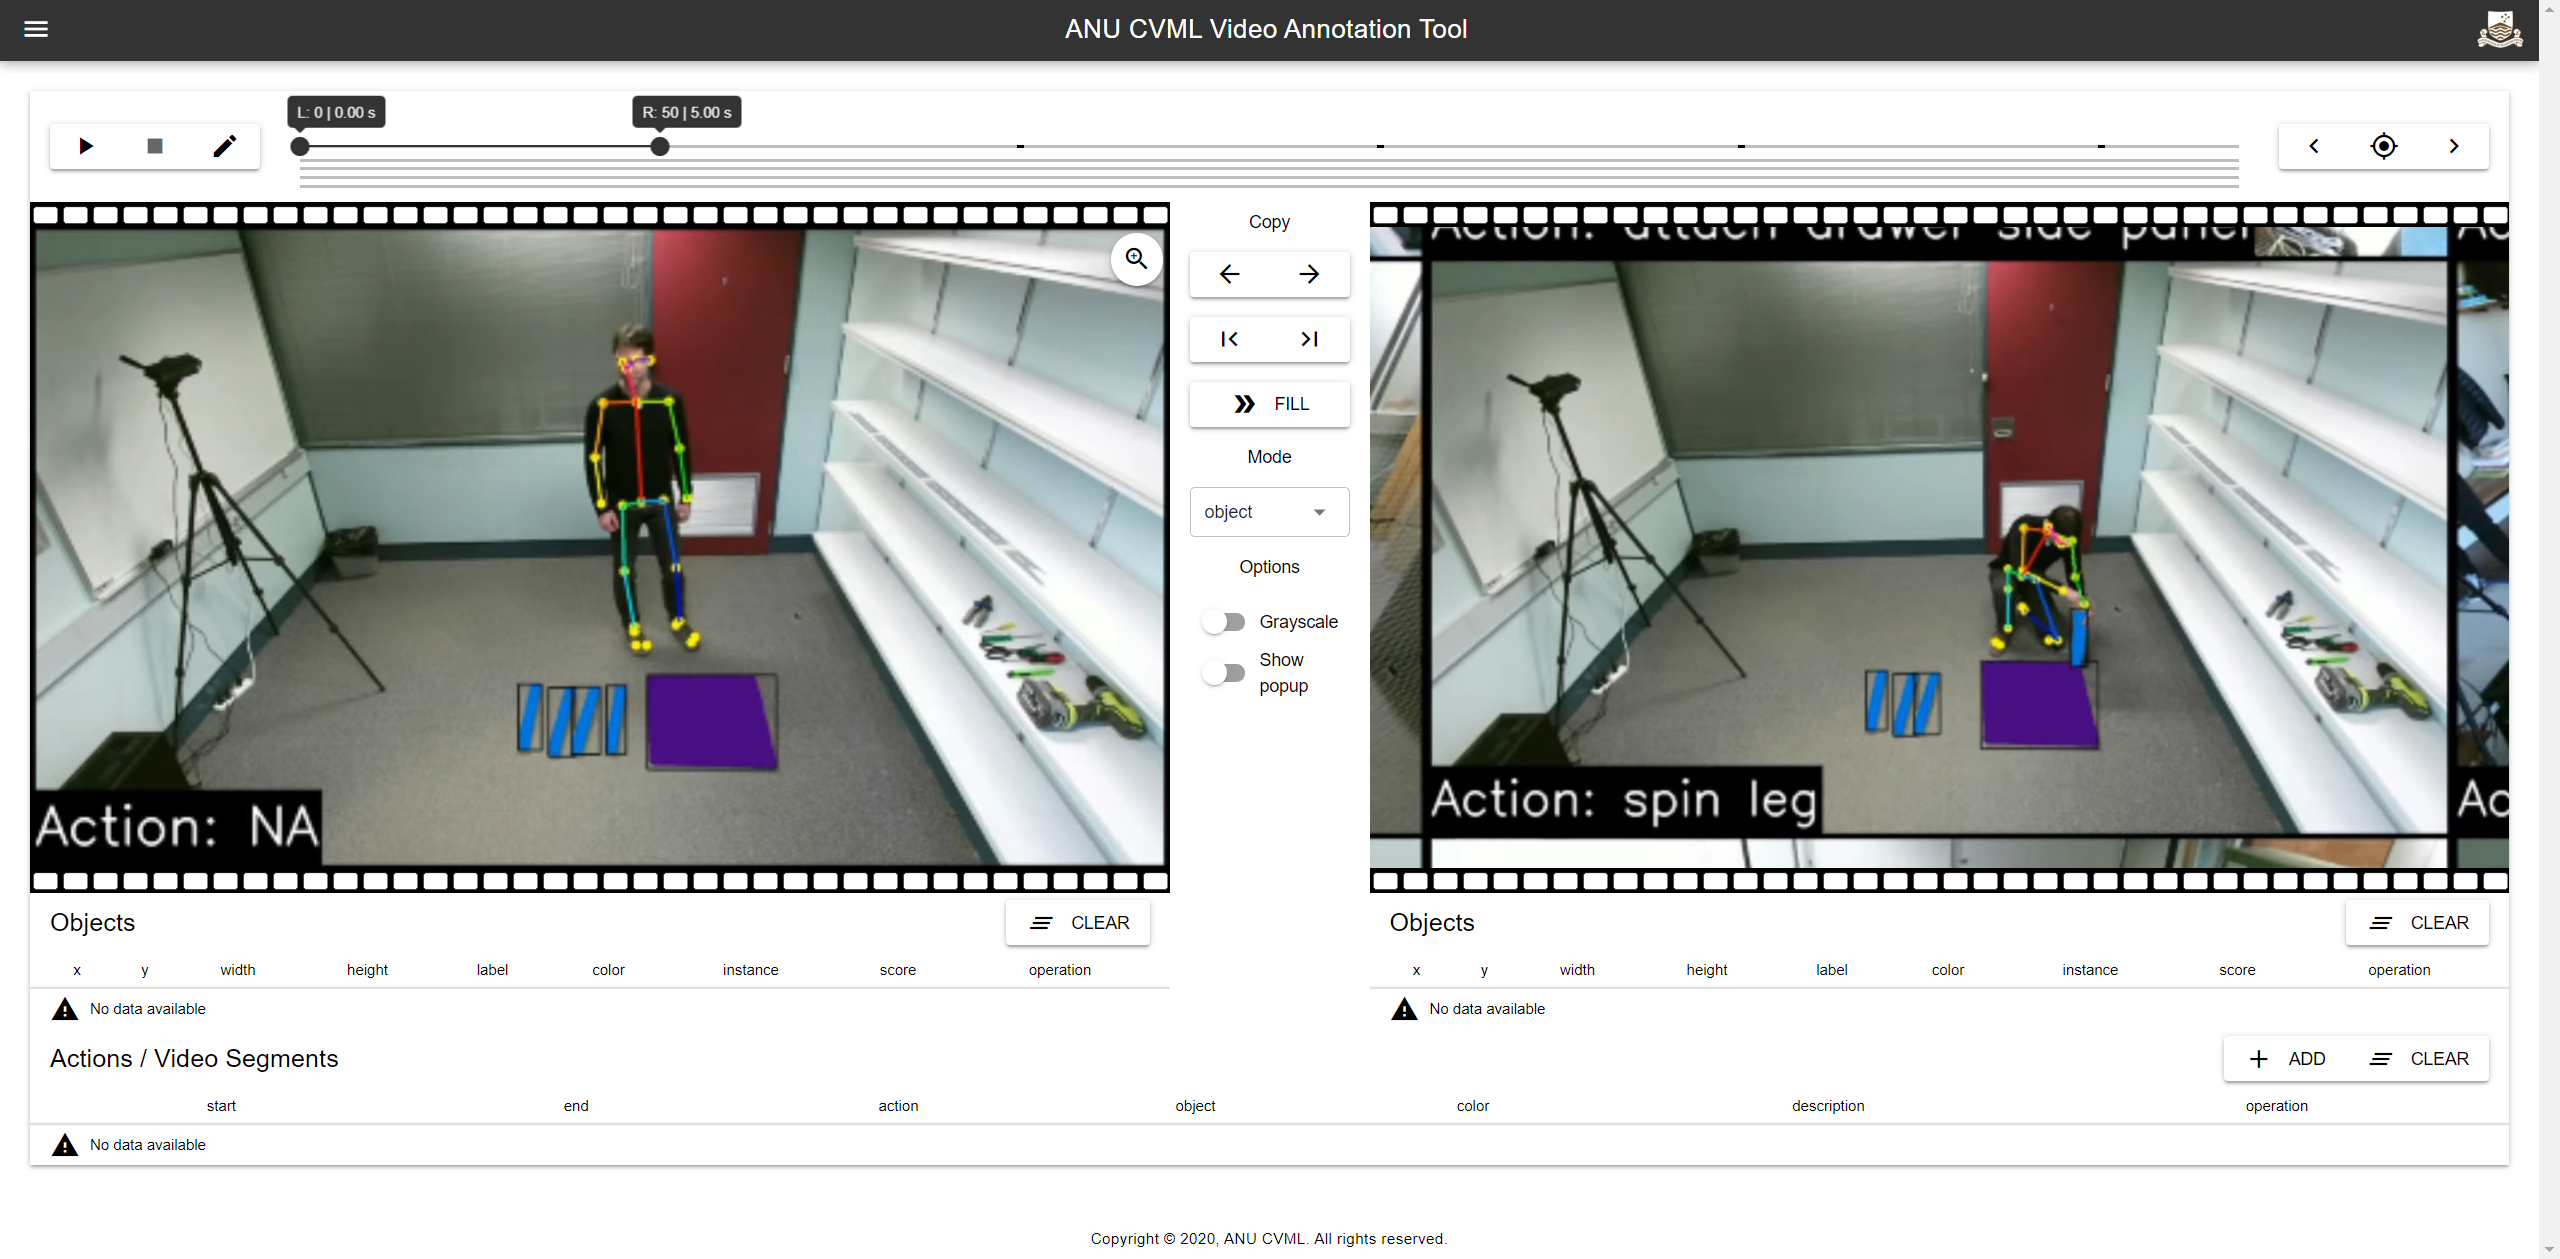 ANU CVML Video Annotation Tool
L: 0 | 0.00 s
R: 50 | 5.00 s
Action: NA
Copy
FILL
Mode
object
Options
Grayscale
Show
popup
Action: attach drawer side panel
Ac
Action: spin leg
Ac
Objects
CLEAR
x y width height label color instance score operation
No data available
Objects
CLEAR
x y width height label color instance score operation
No data available
Actions / Video Segments
ADD
CLEAR
start end action object color description operation
No data available
Copyright © 2020, ANU CVML. All rights reserved.